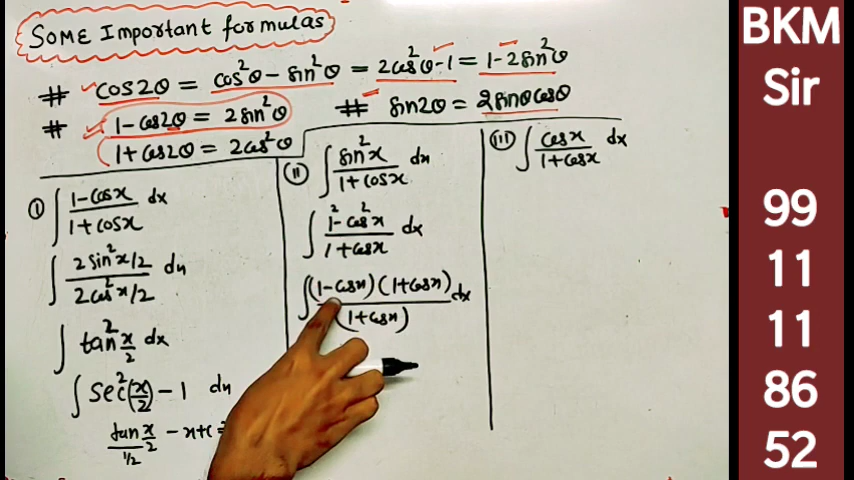 SOME Important formulas
# cos2θ = cos²θ - sin²θ = 2cos²θ-1 = 1-2sin²θ
# 1-cos2θ = 2sin²θ # sin2θ = 2sinθcosθ
1+cos2θ = 2cos²θ
(I) ∫ (1-cosx)/(1+cosx) dx
∫ (2sin²x/2)/(2cos²x/2) dx
∫ tan² x/2 dx
∫ sec²(x/2) - 1 dx
(tan x/2)/(1/2) - x+c =
(II) ∫ sin²x/(1+cosx) dx
∫ (1²-cos²x)/(1+cosx) dx
∫ (1-cosx)(1+cosx)/(1+cosx) dx
(III) ∫ cosx/(1+cosx) dx
BKM
Sir
99
11
11
86
52